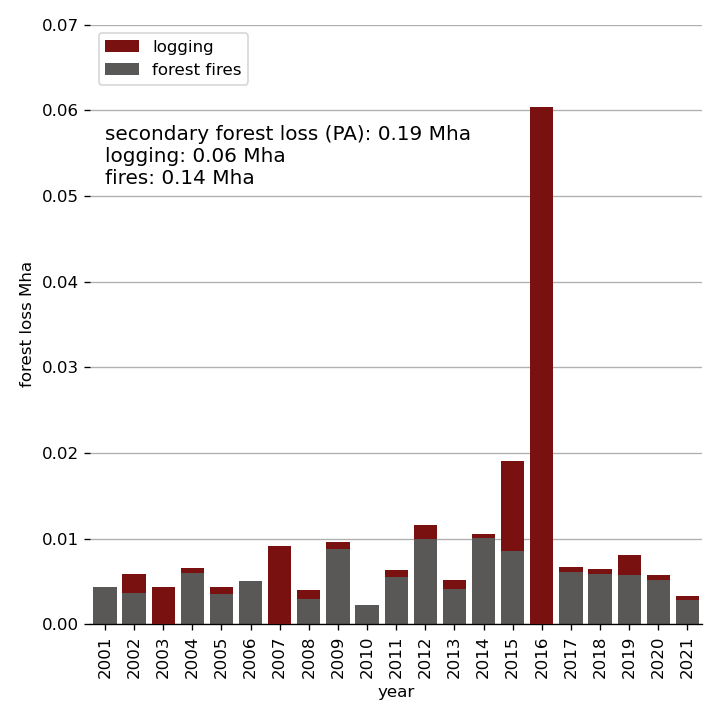 0.07
logging
forest fires
0.06
secondary forest loss (PA): 0.19 Mha
logging: 0.06 Mha
fires: 0.14 Mha
0.05
0.04
forest loss Mha
0.03
0.02
0.01
0.00
2001 2002 2003 2004 2005 2006 2007 2008 2009 2010 2011 2012 2013 2014 2015 2016 2017 2018 2019 2020 2021
year